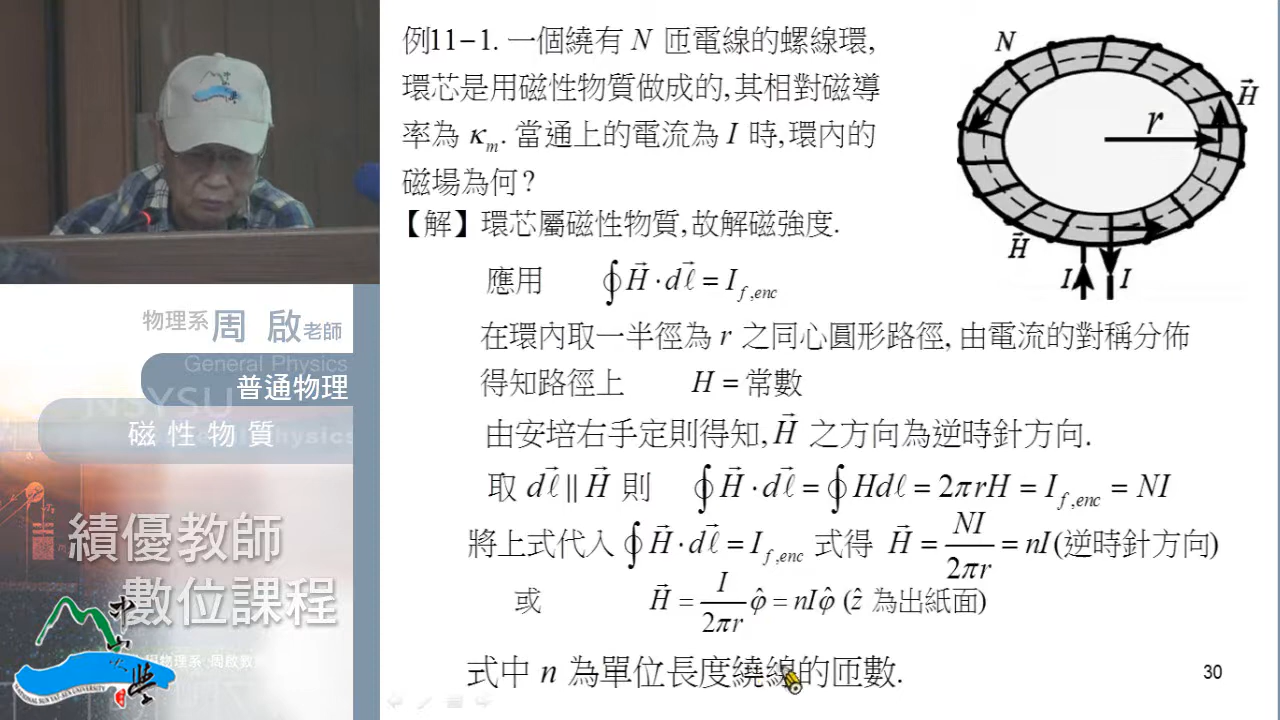 例11-1. 一個繞有 N 匝電線的螺線環,
環芯是用磁性物質做成的,其相對磁導
率為 κm. 當通上的電流為 I 時,環內的
磁場為何?
【解】環芯屬磁性物質,故解磁強度.
應用 ∮H⃗·dℓ⃗ = I_f,enc
在環內取一半徑為 r 之同心圓形路徑, 由電流的對稱分佈
得知路徑上 H = 常數
由安培右手定則得知, H⃗ 之方向為逆時針方向.
取 dℓ⃗ || H⃗ 則 ∮H⃗·dℓ⃗ = ∮Hdℓ = 2πrH = I_f,enc = NI
將上式代入 ∮H⃗·dℓ⃗ = I_f,enc 式得 H⃗ = NI/2πr = nI (逆時針方向)
或 H⃗ = I/2πr φ̂ = nIφ̂ (ẑ 為出紙面)
式中 n 為單位長度繞線的匝數.
30
N
H⃗
r
H⃗
I
I
物理系 周 啟 老師
General Physics
普通物理
NSYSU
磁性物質
績優教師
數位課程